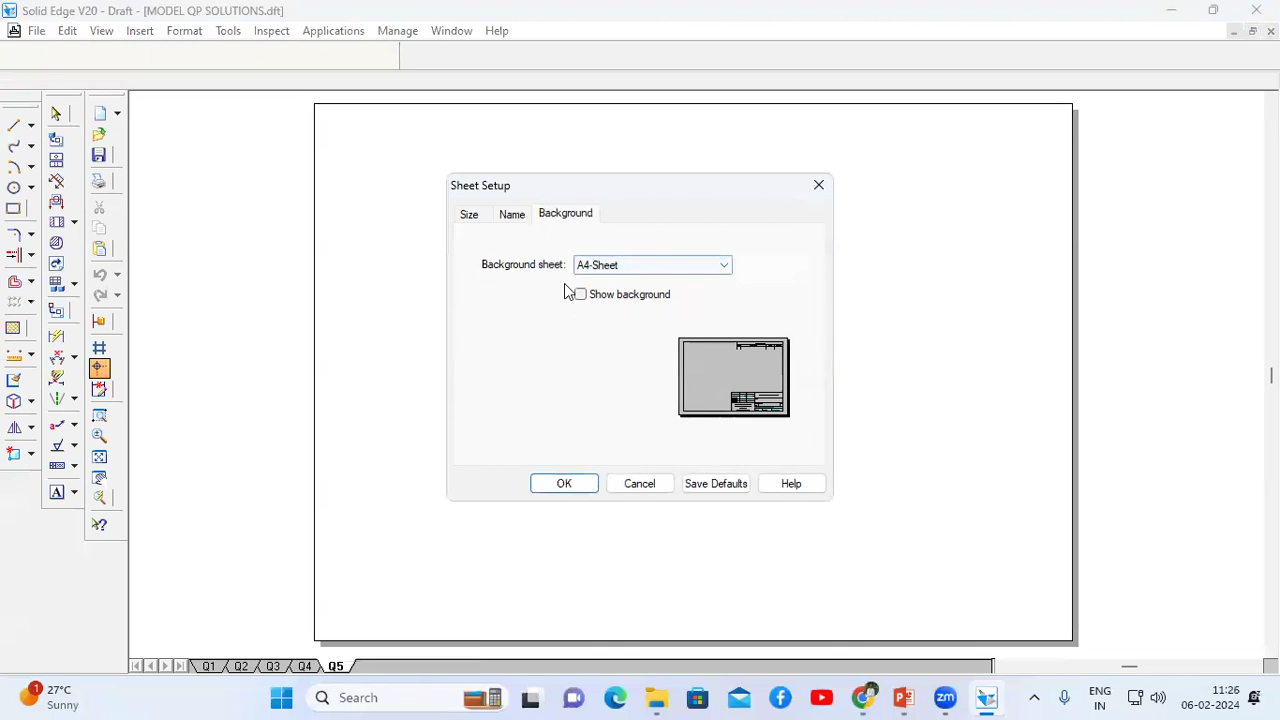 Solid Edge V20 - Draft - [MODEL QP SOLUTIONS.dft]
File Edit View Insert Format Tools Inspect Applications Manage Window Help
Sheet Setup
Size Name Background
Background sheet: A4-Sheet
Show background
OK Cancel Save Defaults Help
A
Q1 Q2 Q3 Q4 Q5
1
27°C
Sunny
Search
ENG
IN
11:26
06-02-2024